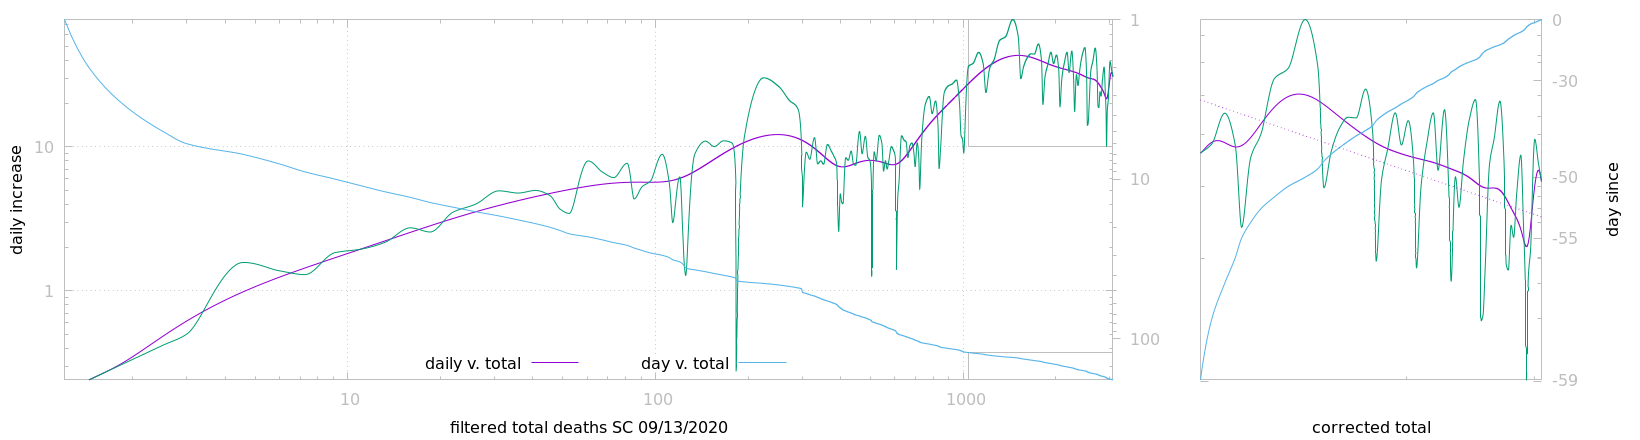 daily increase
10
1
daily v. total
day v. total
10
100
1000
1
10
100
filtered total deaths SC 09/13/2020
0
-30
-50
-55
-59
day since
corrected total